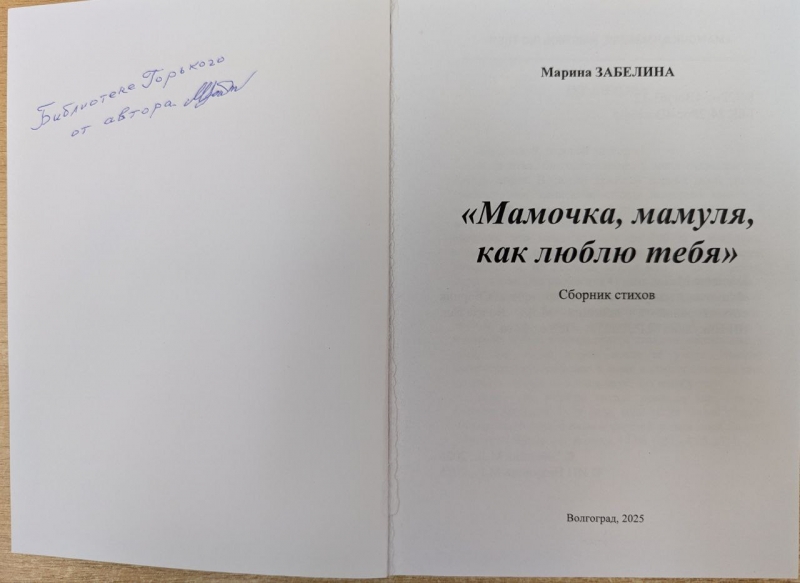 Библиотеке Горького
от автора
Марина ЗАБЕЛИНА
«Мамочка, мамуля,
как люблю тебя»
Сборник стихов
Волгоград, 2025